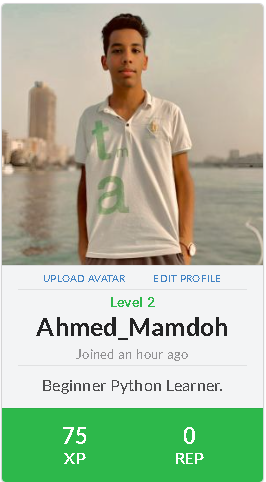 t m
a
UPLOAD AVATAR EDIT PROFILE
Level 2
Ahmed_Mamdoh
Joined an hour ago
Beginner Python Learner.
75 0
XP REP